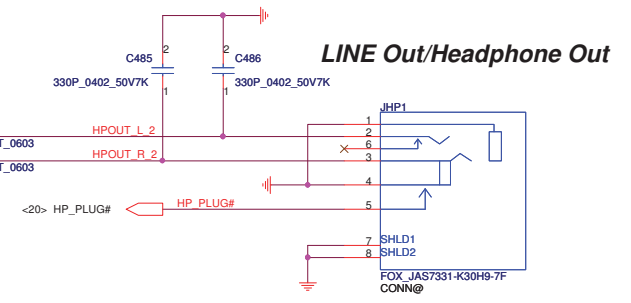 LINE Out/Headphone Out
2
2
C485
C486
330P_0402_50V7K
330P_0402_50V7K
1
1
JHP1
1
T_0603
HPOUT_L_2
2
6
T_0603
HPOUT_R_2
3
4
<20> HP_PLUG#
HP_PLUG#
5
7
SHLD1
8
SHLD2
FOX_JAS7331-K30H9-7F
CONN@